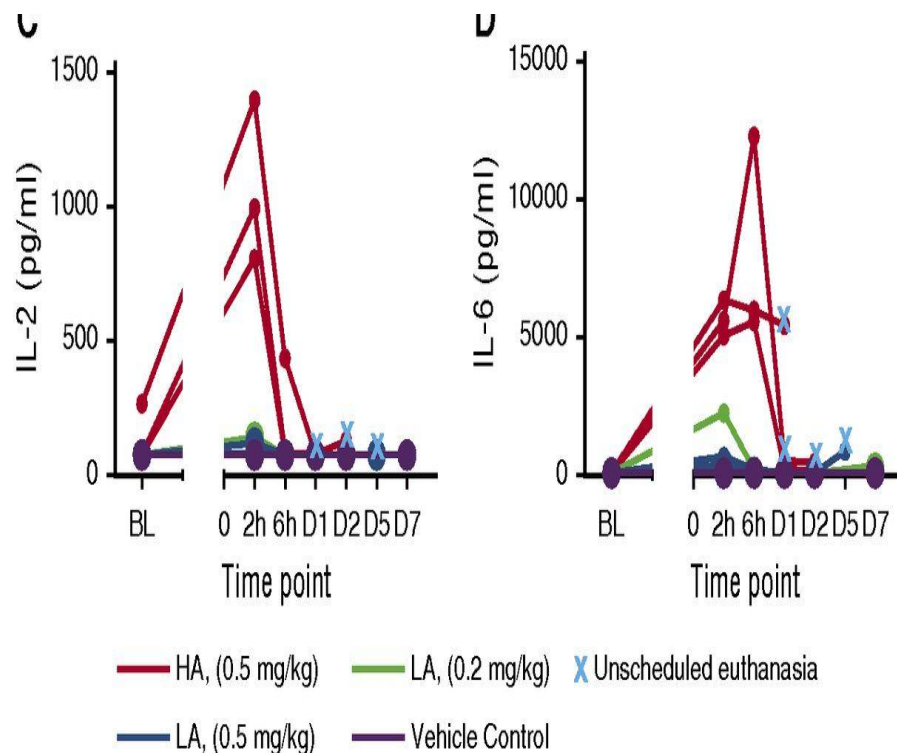 C
D
IL-2 (pg/ml)
1500
1000
500
0
BL
0 2h 6h D1 D2 D5 D7
Time point
X
X
X
IL-6 (pg/ml)
15000
10000
5000
0
BL
0 2h 6h D1 D2 D5 D7
Time point
X
X
X
X
HA, (0.5 mg/kg)
LA, (0.2 mg/kg)
X Unscheduled euthanasia
LA, (0.5 mg/kg)
Vehicle Control